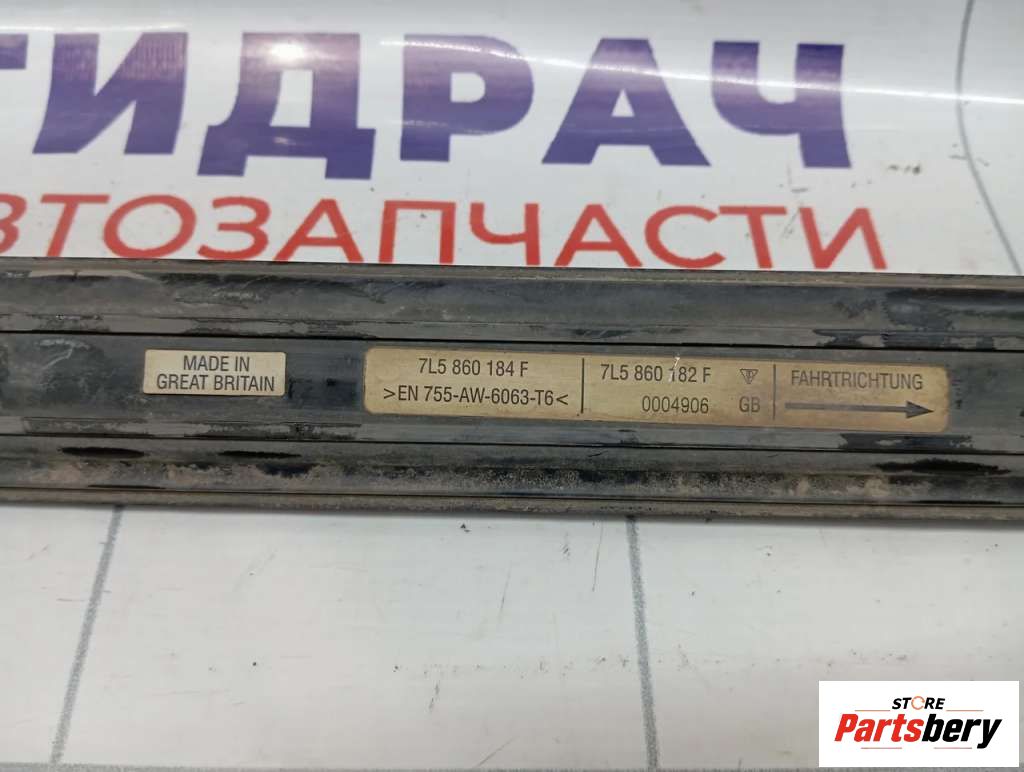 ГИДРАЧ
АВТОЗАПЧАСТИ
MADE IN
GREAT BRITAIN
7L5 860 184 F
>EN 755-AW-6063-T6<
7L5 860 182 F
0004906 GB
FAHRTRICHTUNG
STORE
Partsbery